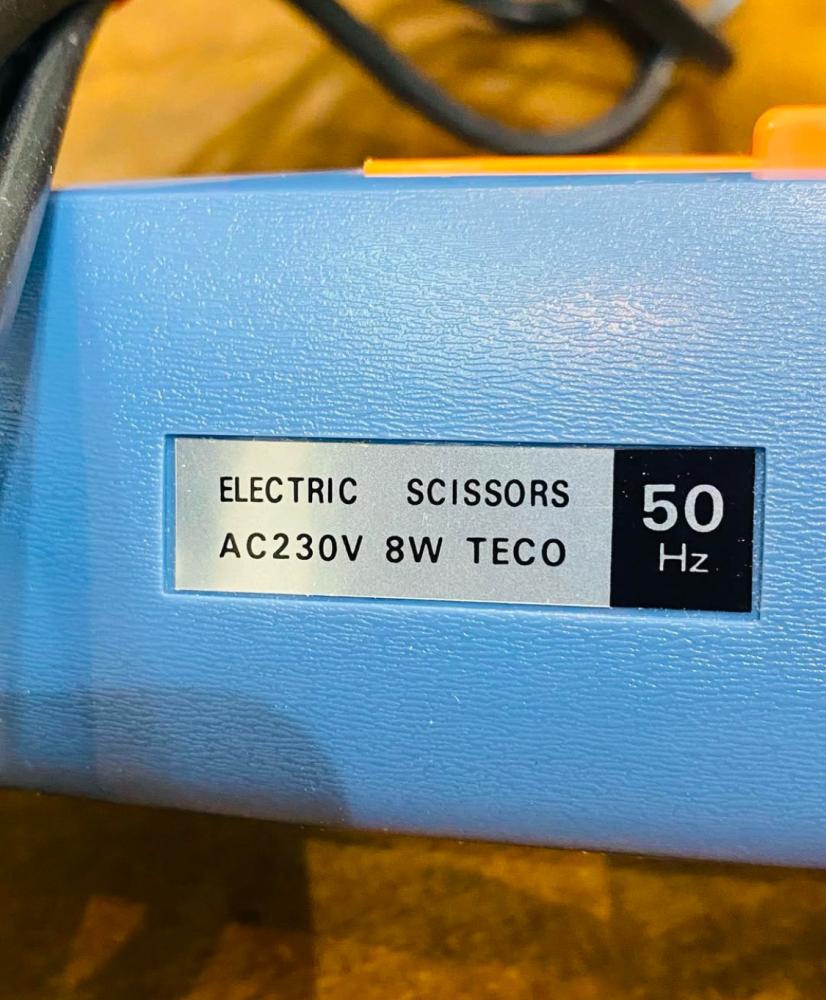 ELECTRIC SCISSORS
AC230V 8W TECO
50
Hz